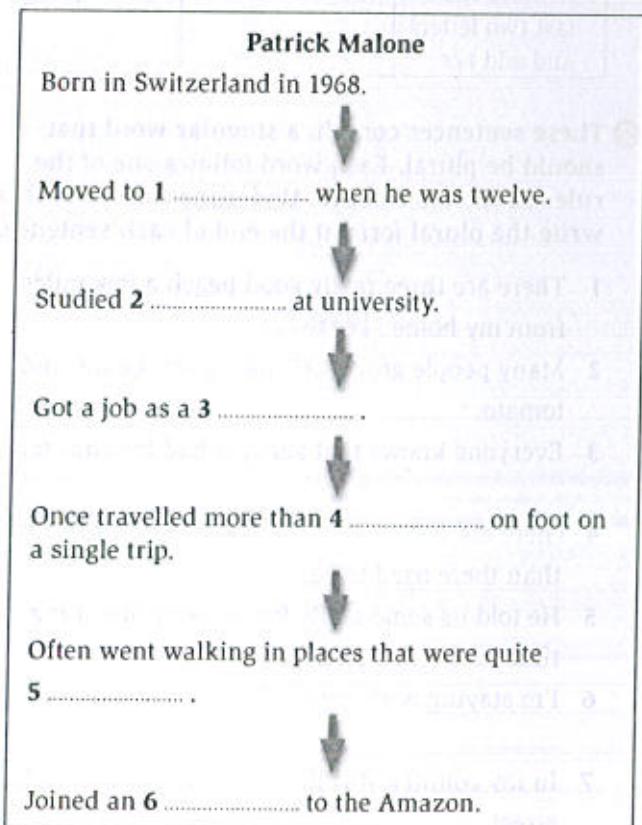 Patrick Malone
Born in Switzerland in 1968.
Moved to 1 .................... when he was twelve.
Studied 2 .................... at university.
Got a job as a 3 .................... .
Once travelled more than 4 .................... on foot on
a single trip.
Often went walking in places that were quite
5 .................... .
Joined an 6 .................... to the Amazon.